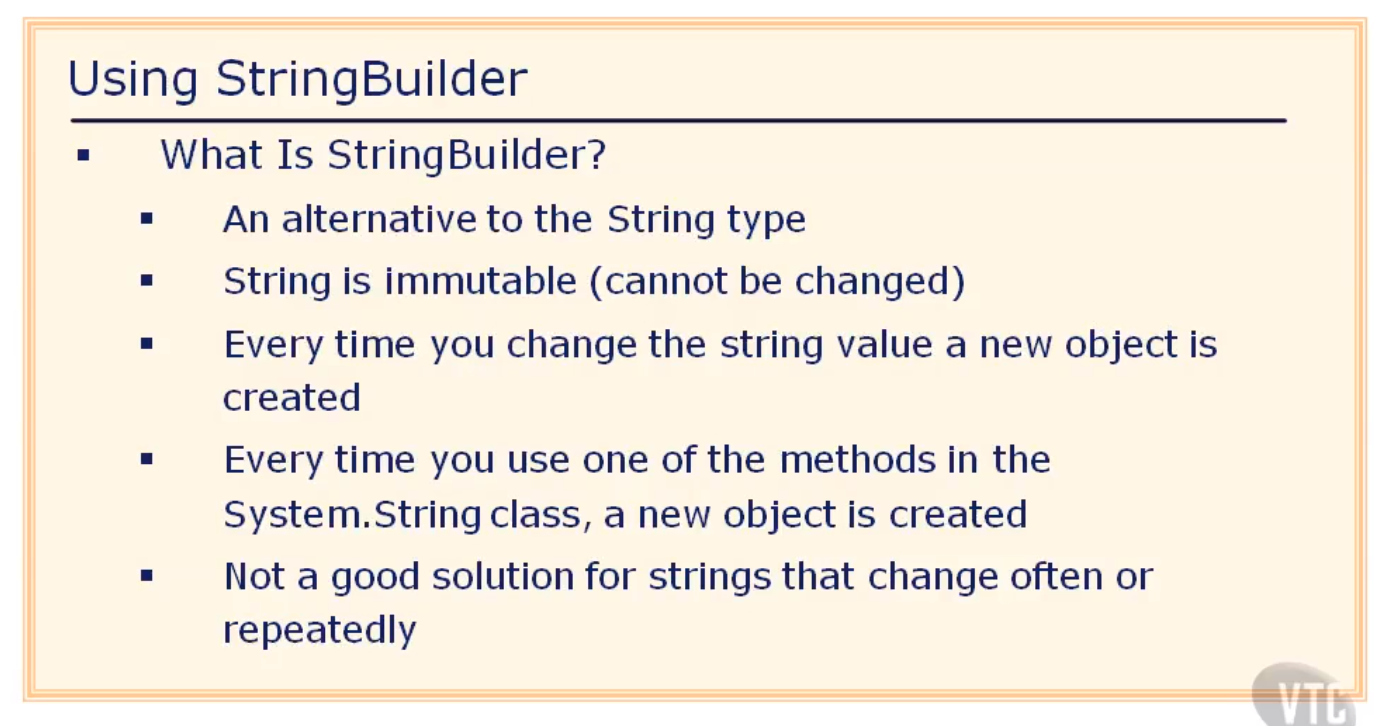 Using StringBuilder
▪ What Is StringBuilder?
▪ An alternative to the String type
▪ String is immutable (cannot be changed)
▪ Every time you change the string value a new object is
created
▪ Every time you use one of the methods in the
System.String class, a new object is created
▪ Not a good solution for strings that change often or
repeatedly
VTC